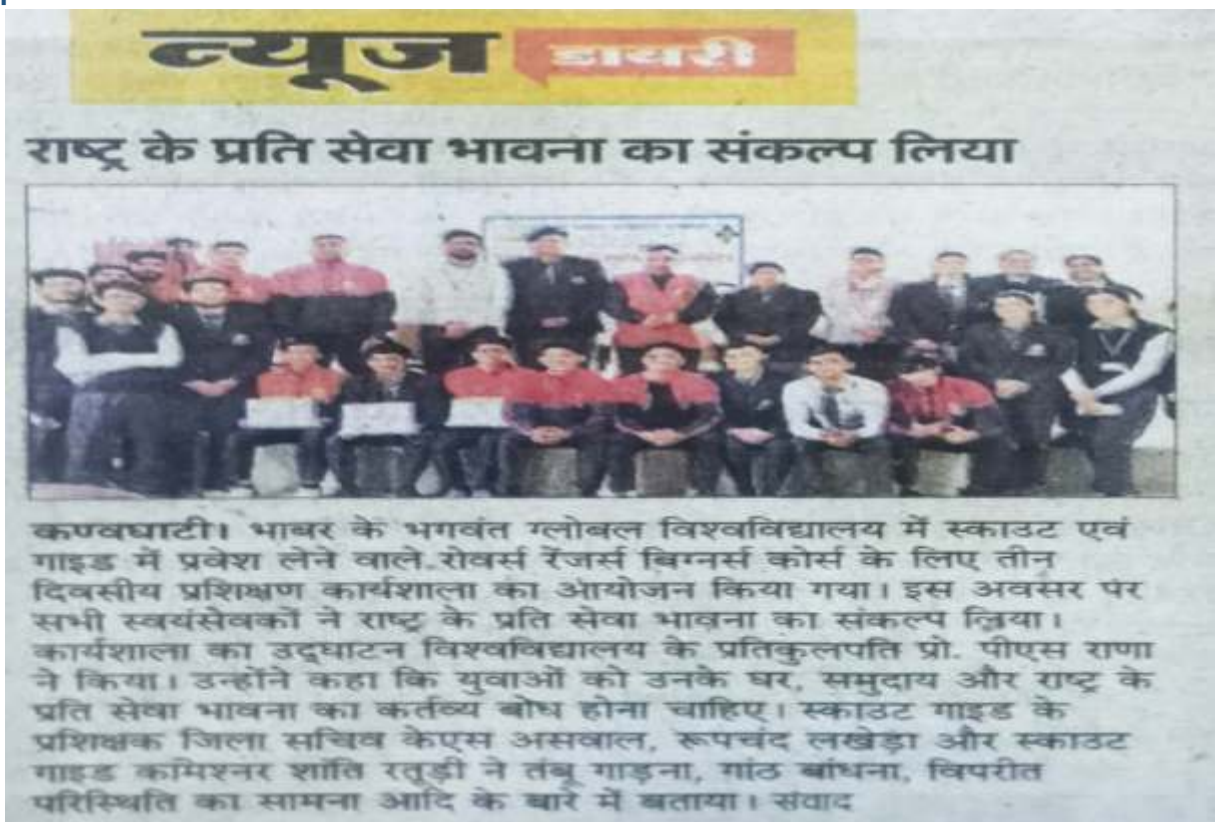 न्यूज डायरी
राष्ट्र के प्रति सेवा भावना का संकल्प लिया
कण्वघाटी। भाबर के भगवंत ग्लोबल विश्वविद्यालय में स्काउट एवं
गाइड में प्रवेश लेने वाले रोवर्स रेंजर्स बिग्नर्स कोर्स के लिए तीन
दिवसीय प्रशिक्षण कार्यशाला का आयोजन किया गया। इस अवसर पर
सभी स्वयंसेवकों ने राष्ट्र के प्रति सेवा भावना का संकल्प लिया।
कार्यशाला का उद्घाटन विश्वविद्यालय के प्रतिकुलपति प्रो. पीएस राणा
ने किया। उन्होंने कहा कि युवाओं को उनके घर, समुदाय और राष्ट्र के
प्रति सेवा भावना का कर्तव्य बोध होना चाहिए। स्काउट गाइड के
प्रशिक्षक जिला सचिव केएस असवाल, रूपचंद लखेड़ा और स्काउट
गाइड कमिश्नर शांति रतूड़ी ने तंबू गाड़ना, गांठ बांधना, विपरीत
परिस्थिति का सामना आदि के बारे में बताया। संवाद